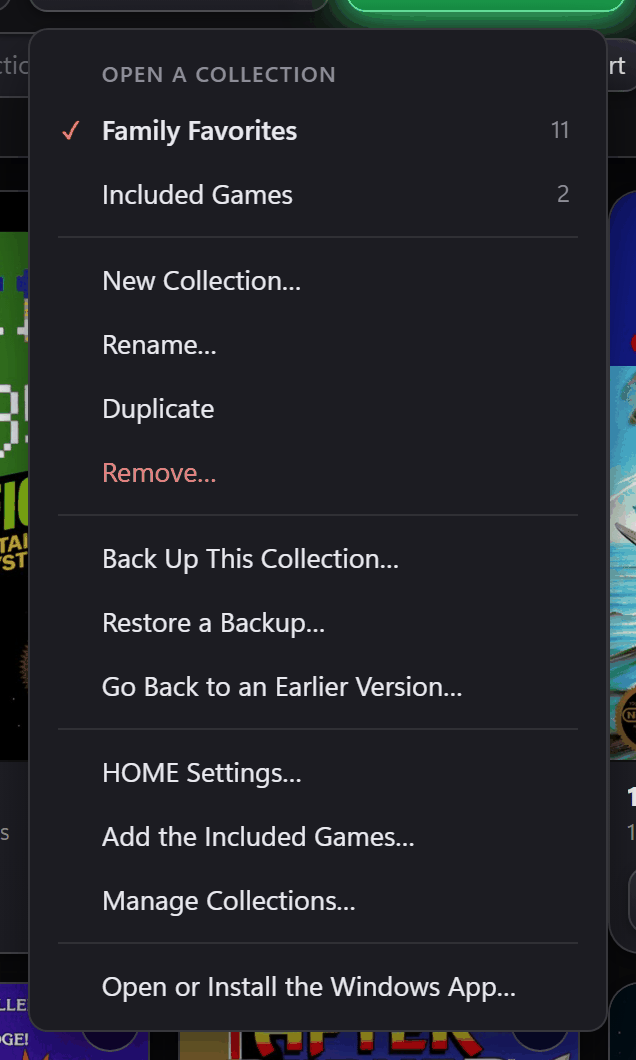 OPEN A COLLECTION
✓ Family Favorites 11
Included Games 2
New Collection...
Rename...
Duplicate
Remove...
Back Up This Collection...
Restore a Backup...
Go Back to an Earlier Version...
HOME Settings...
Add the Included Games...
Manage Collections...
Open or Install the Windows App...